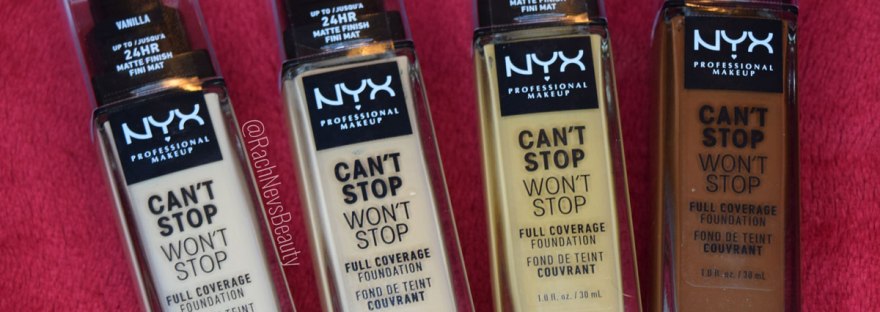 VANILLA
UP TO / JUSQU'A
24HR
MATTE FINISH
FINI MAT
NYX
PROFESSIONAL
MAKEUP
CAN'T
STOP
WON'T
STOP
FULL COVERAGE
FOUNDATION
FOND DE TEINT
@RachNevsBeauty
UP TO / JUSQU'A
24HR
MATTE FINISH
FINI MAT
NYX
PROFESSIONAL
MAKEUP
CAN'T
STOP
WON'T
STOP
FULL COVERAGE
FOUNDATION
FOND DE TEINT
COUVRANT
MATTE FINISH
FINI MAT
NYX
PROFESSIONAL
MAKEUP
CAN'T
STOP
WON'T
STOP
FULL COVERAGE
FOUNDATION
FOND DE TEINT
COUVRANT
1.0 fl. oz. / 30 mL
NYX
PROFESSIONAL
MAKEUP
CAN'T
STOP
WON'T
STOP
FULL COVERAGE
FOUNDATION
FOND DE TEINT
COUVRANT
1.0 fl. oz. / 30 mL